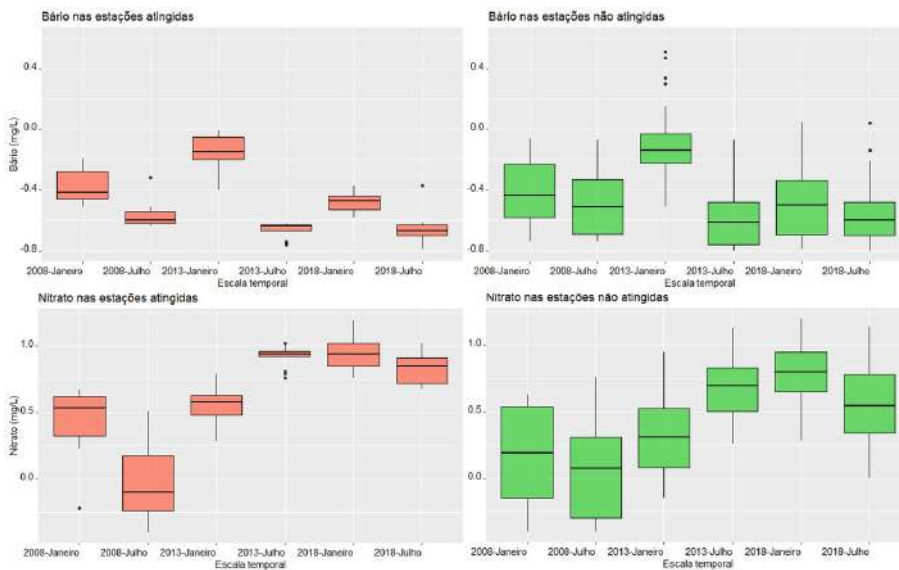 Bário nas estações atingidas
Bário nas estações não atingidas
0.4
0.0
-0.4
-0.8
Bário (mg/L)
2008-Janeiro 2008-Julho 2013-Janeiro 2013-Julho 2018-Janeiro 2018-Julho
Escala temporal
0.4
0.0
-0.4
-0.8
2008-Janeiro 2008-Julho 2013-Janeiro 2013-Julho 2018-Janeiro 2018-Julho
Escala temporal
Nitrato nas estações atingidas
Nitrato nas estações não atingidas
1.0
0.5
0.0
Nitrato (mg/L)
2008-Janeiro 2008-Julho 2013-Janeiro 2013-Julho 2018-Janeiro 2018-Julho
Escala temporal
1.0
0.5
0.0
2008-Janeiro 2008-Julho 2013-Janeiro 2013-Julho 2018-Janeiro 2018-Julho
Escala temporal